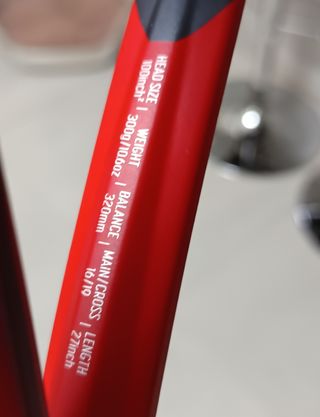 HEAD SIZE | WEIGHT | BALANCE | MAIN/CROSS | LENGTH
100inch² | 300g/10.6oz | 320mm | 16/19 | 27inch